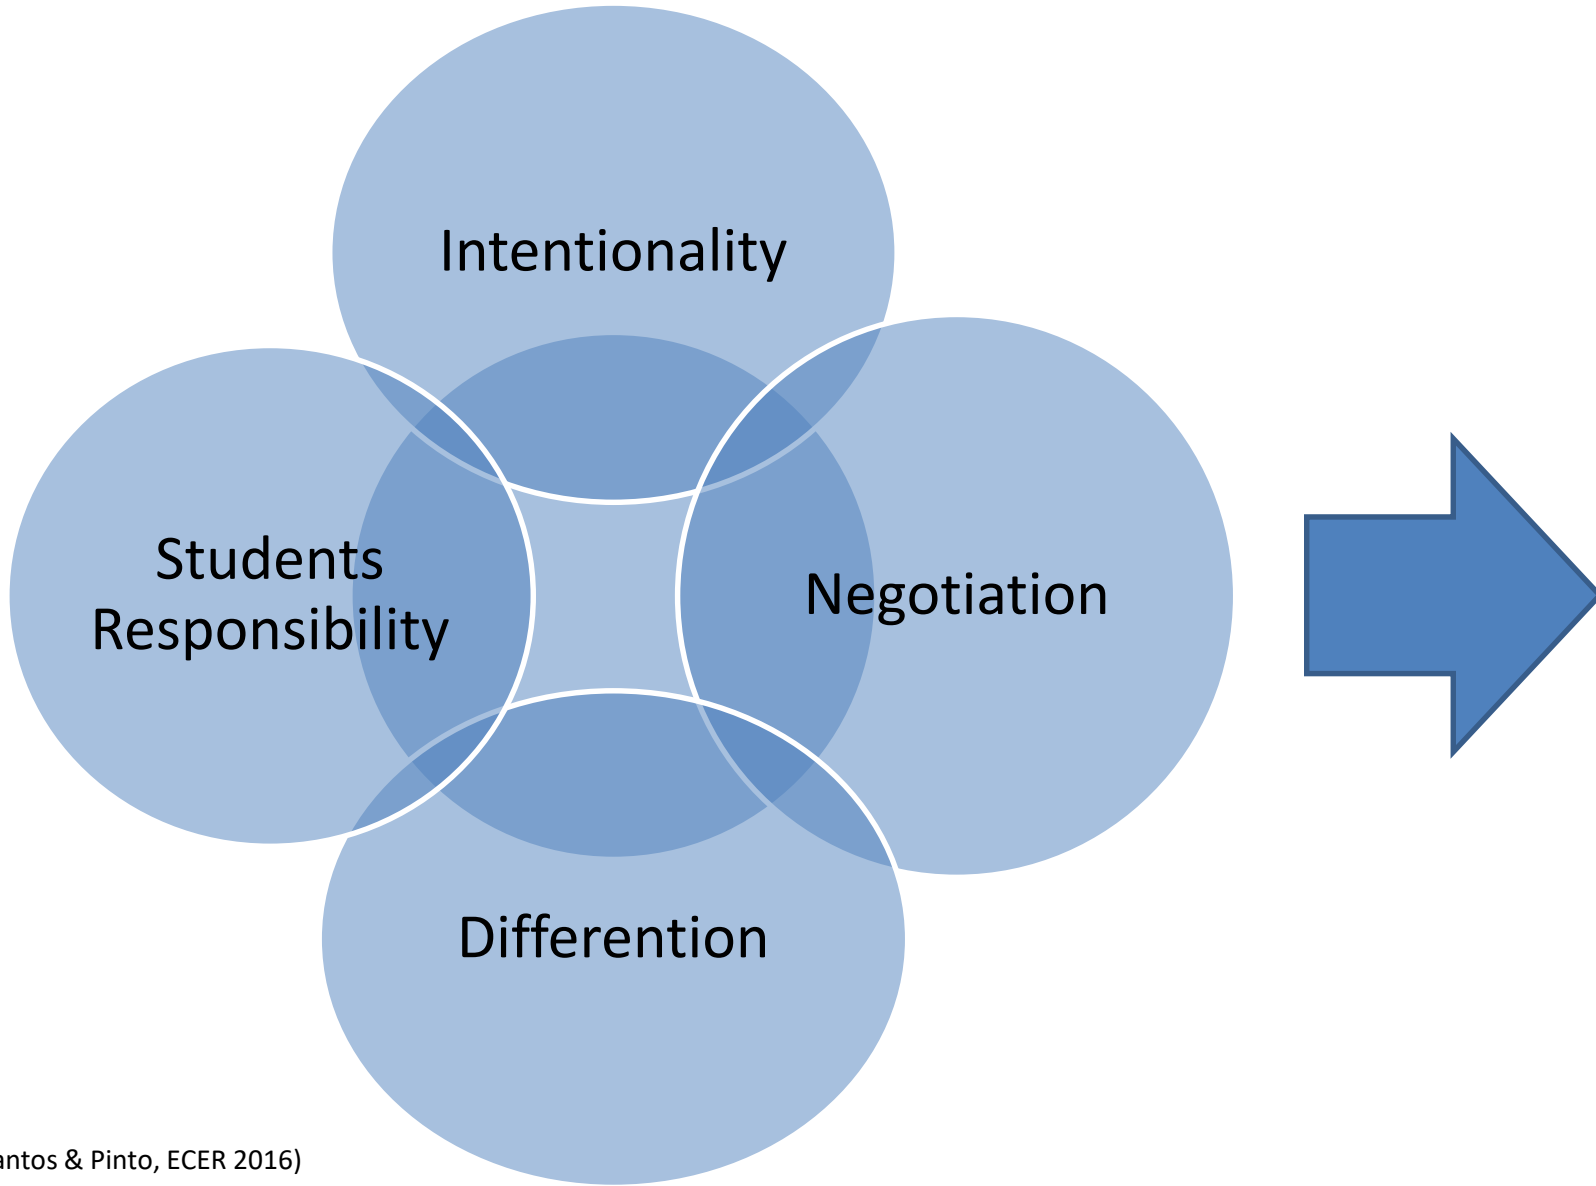 Intentionality
Students
Responsibility
Negotiation
Differention
antos & Pinto, ECER 2016)